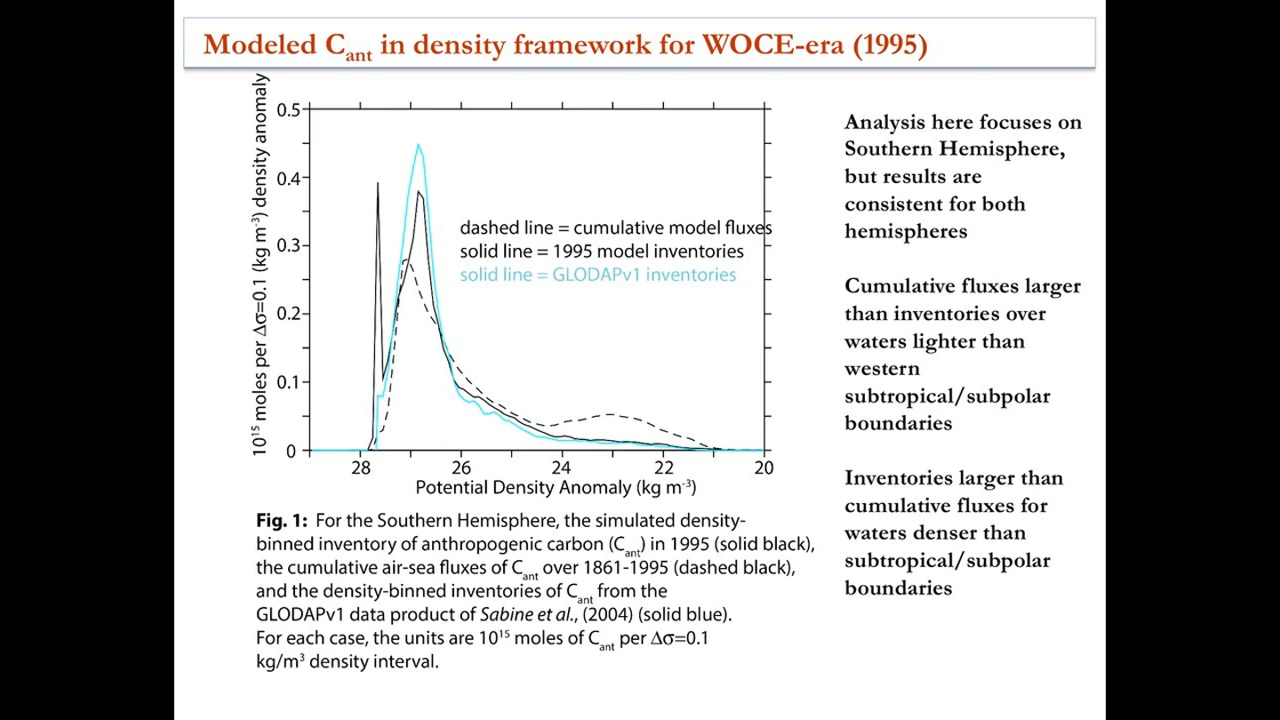 Modeled Cant in density framework for WOCE-era (1995)
10¹⁵ moles per Δσ=0.1 (kg m⁻³) density anomaly
0.5
0.4
0.3
0.2
0.1
0
dashed line = cumulative model fluxes
solid line = 1995 model inventories
solid line = GLODAPv1 inventories
28 26 24 22 20
Potential Density Anomaly (kg m⁻³)
Fig. 1: For the Southern Hemisphere, the simulated density-
binned inventory of anthropogenic carbon (Cant) in 1995 (solid black),
the cumulative air-sea fluxes of Cant over 1861-1995 (dashed black),
and the density-binned inventories of Cant from the
GLODAPv1 data product of Sabine et al., (2004) (solid blue).
For each case, the units are 10¹⁵ moles of Cant per Δσ=0.1
kg/m³ density interval.
Analysis here focuses on
Southern Hemisphere,
but results are
consistent for both
hemispheres
Cumulative fluxes larger
than inventories over
waters lighter than
western
subtropical/subpolar
boundaries
Inventories larger than
cumulative fluxes for
waters denser than
subtropical/subpolar
boundaries